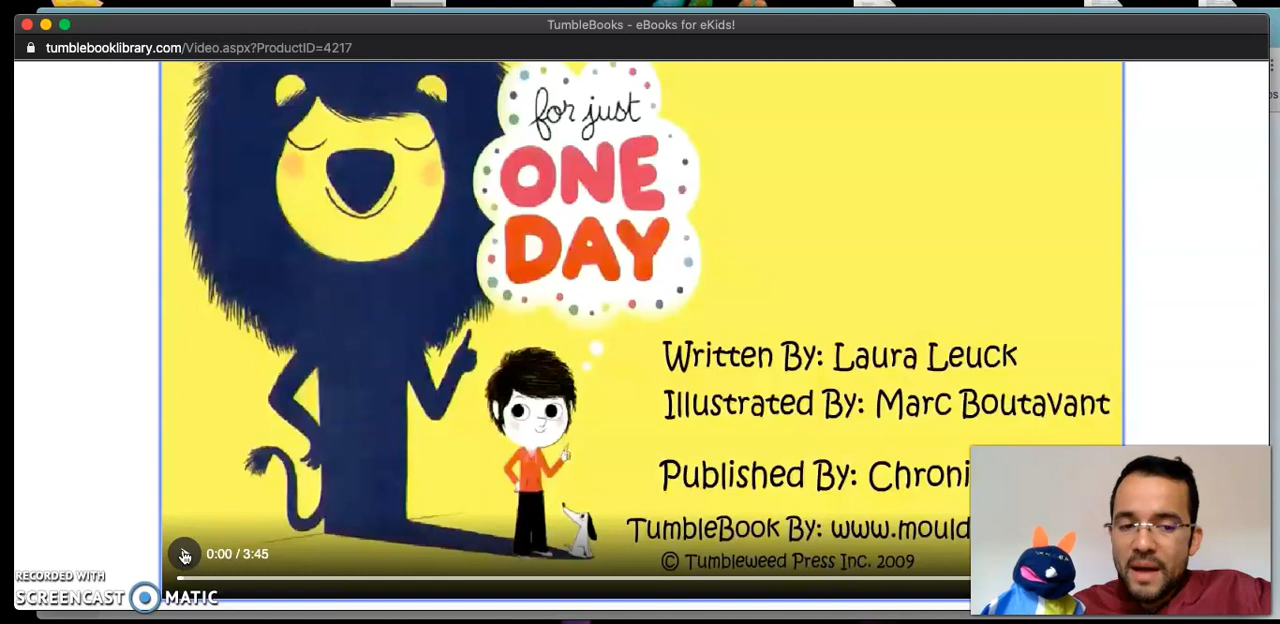 TumbleBooks - eBooks for eKids!
tumblebooklibrary.com/Video.aspx?ProductID=4217
for just
ONE
DAY
Written By: Laura Leuck
Illustrated By: Marc Boutavant
Published By: Chroni
TumbleBook By: www.mould
0:00 / 3:45
© Tumbleweed Press Inc. 2009
RECORDED WITH
SCREENCAST MATIC